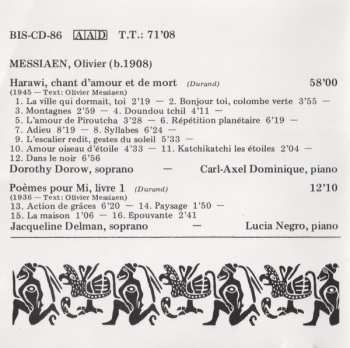 BIS-CD-86 AAD T.T.: 71'08
MESSIAEN, Olivier (b.1908)
Harawi, chant d'amour et de mort (Durand) 58'00
(1945 — Text: Olivier Messiaen)
1. La ville qui dormait, toi 2'19 — 2. Bonjour toi, colombe verte 3'55 —
3. Montagnes 2'59 — 4. Doundou tchil 4'11 —
5. L'amour de Piroutcha 3'28 — 6. Répétition planétaire 6'19 —
7. Adieu 8'19 — 8. Syllabes 4'24 —
9. L'escalier redit, gestes du soleil 5'33 —
10. Amour oiseau d'étoile 4'33 — 11. Katchikatchi les étoiles 2'04 —
12. Dans le noir 6'56
Dorothy Dorow, soprano — Carl-Axel Dominique, piano
Poèmes pour Mi, livre 1 (Durand) 12'10
(1936 — Text: Olivier Messiaen)
13. Action de grâces 6'20 — 14. Paysage 1'50 —
15. La maison 1'06 — 16. Epouvante 2'41
Jacqueline Delman, soprano — Lucia Negro, piano